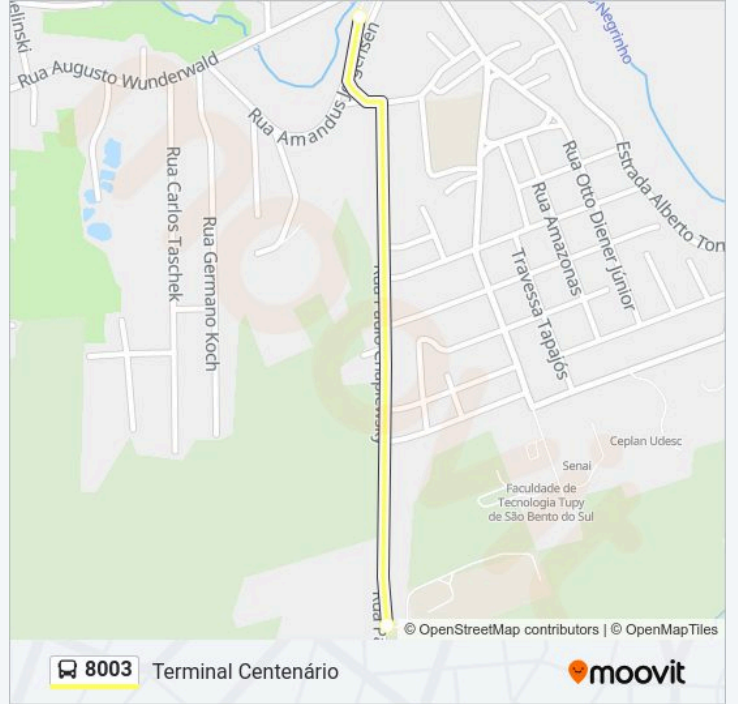 Rua Augusto Wunderwald
Rua Amandus
Rua Carlos Taschek
Rua Germano Koch
Rua Otto Diener júnior
Rua Amazonas
Travessa Tapajós
Estrada Alberto Ton
Ceplan Udesc
Senai
Faculdade de
Tecnologia Tupy
de São Bento do Sul
© OpenStreetMap contributors | © OpenMapTiles
8003 Terminal Centenário
moovit